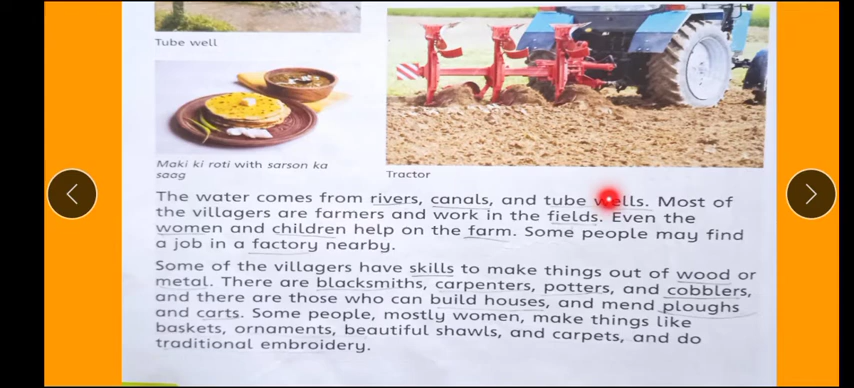 Tube well
Maki ki roti with sarson ka
saag
Tractor
The water comes from rivers, canals, and tube wells. Most of
the villagers are farmers and work in the fields. Even the
women and children help on the farm. Some people may find
a job in a factory nearby.
Some of the villagers have skills to make things out of wood or
metal. There are blacksmiths, carpenters, potters, and cobblers,
and there are those who can build houses, and mend ploughs
and carts. Some people, mostly women, make things like
baskets, ornaments, beautiful shawls, and carpets, and do
traditional embroidery.